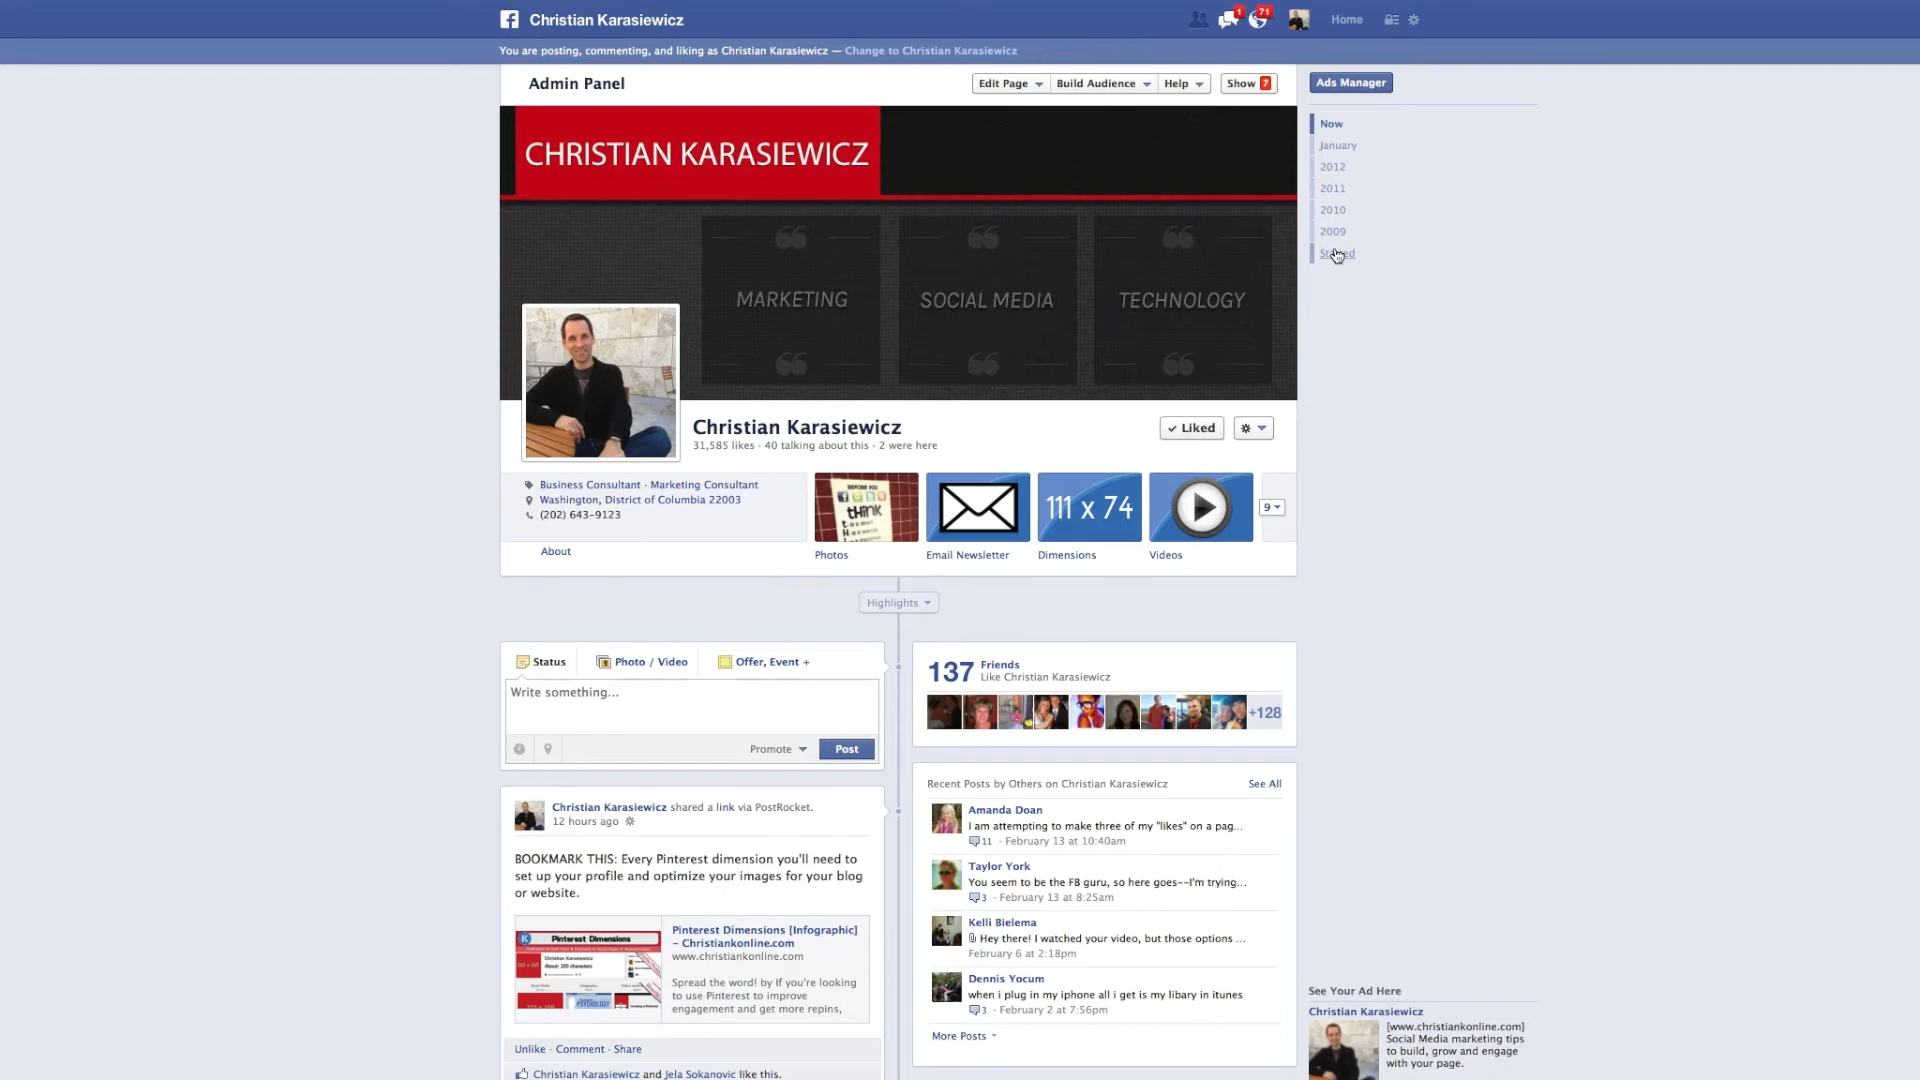 Christian Karasiewicz
1
71
Home
You are posting, commenting, and liking as Christian Karasiewicz — Change to Christian Karasiewicz
Admin Panel
Edit Page
Build Audience
Help
Show 7
Ads Manager
Now
January
2012
2011
2010
2009
CHRISTIAN KARASIEWICZ
MARKETING
SOCIAL MEDIA
TECHNOLOGY
Christian Karasiewicz
31,585 likes · 40 talking about this · 2 were here
✓ Liked
Business Consultant · Marketing Consultant
Washington, District of Columbia 22003
(202) 643-9123
About
BEFORE YOU
THINK
111 x 74
9
Photos
Email Newsletter
Dimensions
Videos
Highlights
Status
Photo / Video
Offer, Event +
Write something...
Promote
Post
137
Friends
Like Christian Karasiewicz
+128
Christian Karasiewicz shared a link via PostRocket.
12 hours ago
BOOKMARK THIS: Every Pinterest dimension you'll need to
set up your profile and optimize your images for your blog
or website.
Pinterest Dimensions
Pinterest Dimensions [Infographic]
– Christiankonline.com
www.christiankonline.com
Spread the word! by If you're looking
to use Pinterest to improve
engagement and get more repins,
Unlike · Comment · Share
Christian Karasiewicz and Jela Sokanovic like this.
Recent Posts by Others on Christian Karasiewicz
See All
Amanda Doan
I am attempting to make three of my "likes" on a pag...
11 · February 13 at 10:40am
Taylor York
You seem to be the FB guru, so here goes--I'm trying...
3 · February 13 at 8:25am
Kelli Bielema
Hey there! I watched your video, but those options ...
February 6 at 2:18pm
Dennis Yocum
when i plug in my iphone all i get is my libary in itunes
3 · February 2 at 7:56pm
More Posts
See Your Ad Here
Christian Karasiewicz
[www.christiankonline.com]
Social Media marketing tips
to build, grow and engage
with your page.